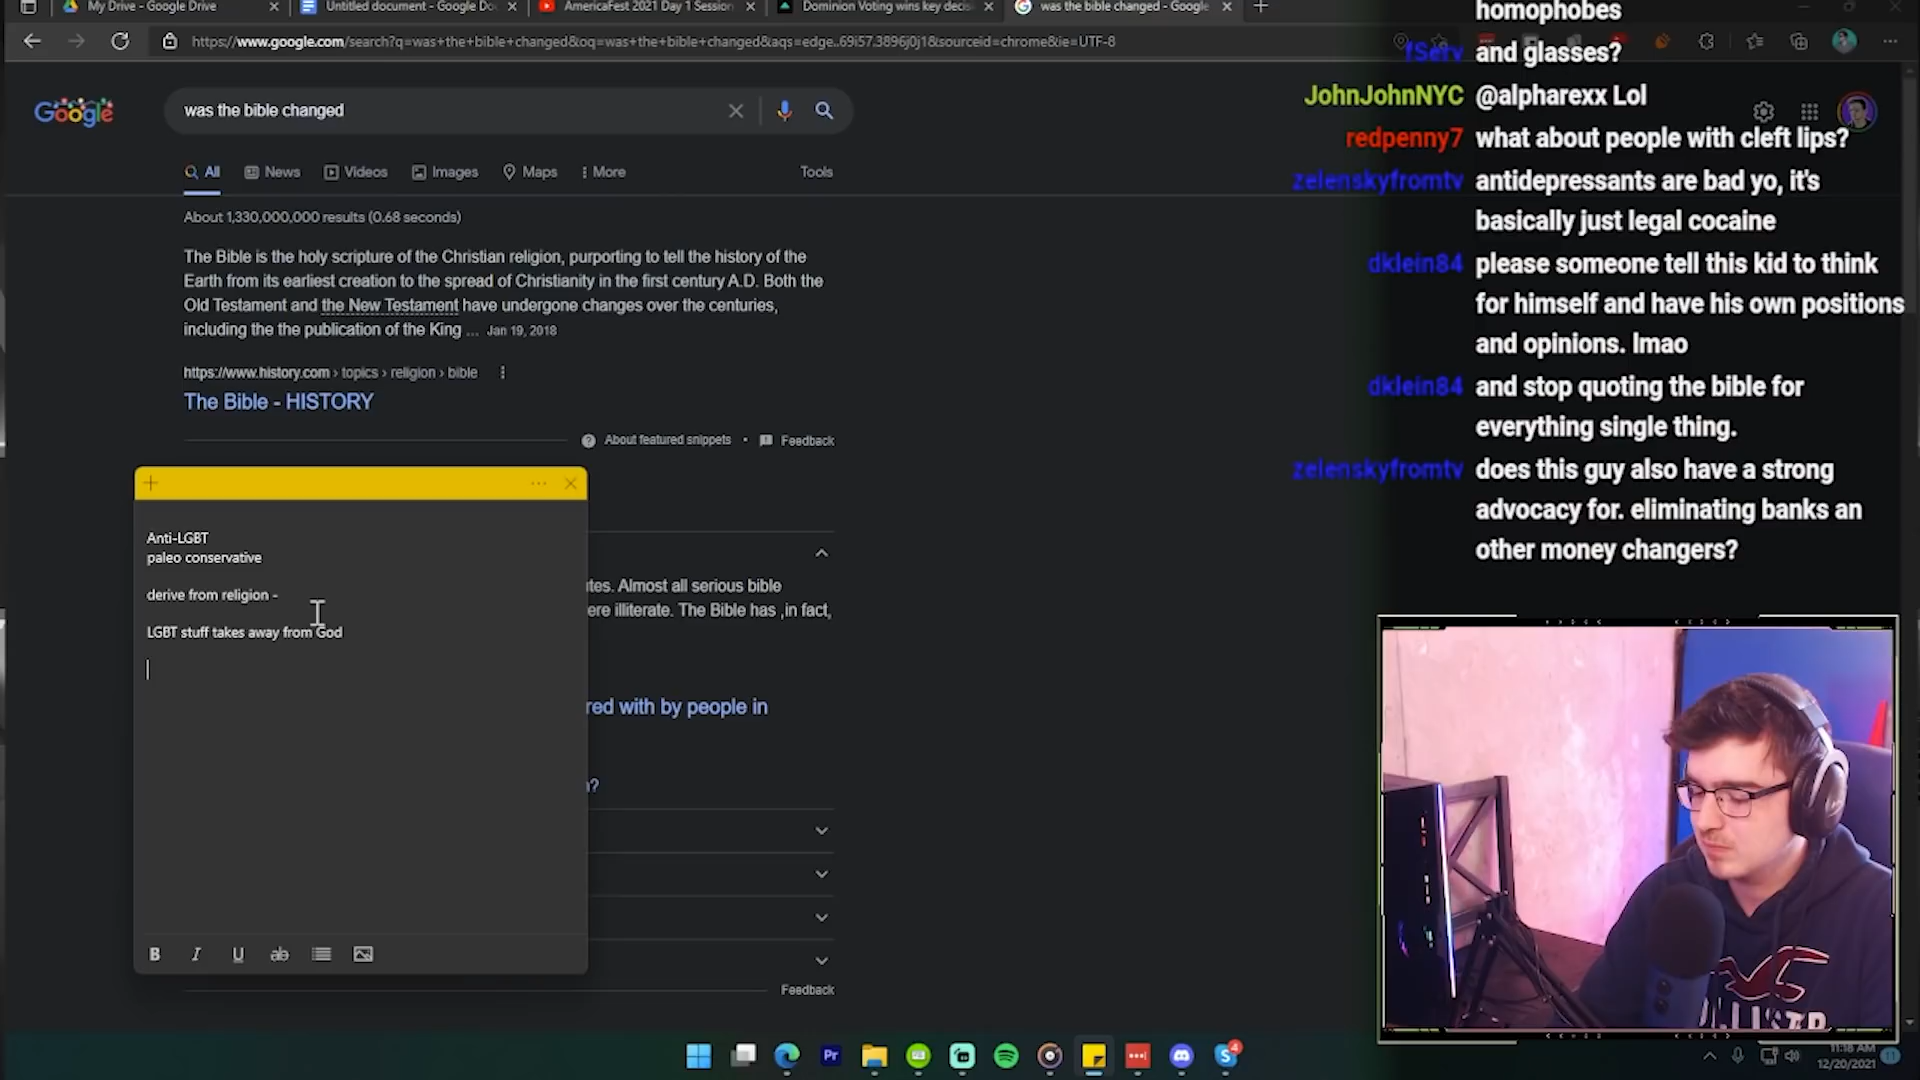 My Drive - Google Drive
Untitled document - Google Do
AmericaFest 2021 Day 1 Session
Dominion Voting wins key decis
was the bible changed - Google
https://www.google.com/search?q=was+the+bible+changed&oq=was+the+bible+changed&aqs=edge..69i57.3896j0j1&sourceid=chrome&ie=UTF-8
Google
was the bible changed
All
News
Videos
Images
Maps
More
Tools
About 1,330,000,000 results (0.68 seconds)
The Bible is the holy scripture of the Christian religion, purporting to tell the history of the
Earth from its earliest creation to the spread of Christianity in the first century A.D. Both the
Old Testament and the New Testament have undergone changes over the centuries,
including the the publication of the King ... Jan 19, 2018
https://www.history.com › topics › religion › bible
The Bible - HISTORY
About featured snippets
Feedback
tes. Almost all serious bible
ere illiterate. The Bible has ,in fact,
red with by people in
?
Feedback
Anti-LGBT
paleo conservative
derive from religion -
LGBT stuff takes away from God
B I U ab
homophobes
fServ and glasses?
JohnJohnNYC @alpharexx Lol
redpenny7 what about people with cleft lips?
zelenskyfromtv antidepressants are bad yo, it's
basically just legal cocaine
dklein84 please someone tell this kid to think
for himself and have his own positions
and opinions. lmao
dklein84 and stop quoting the bible for
everything single thing.
zelenskyfromtv does this guy also have a strong
advocacy for. eliminating banks an
other money changers?
Pr
4
11:18 AM
12/20/2021